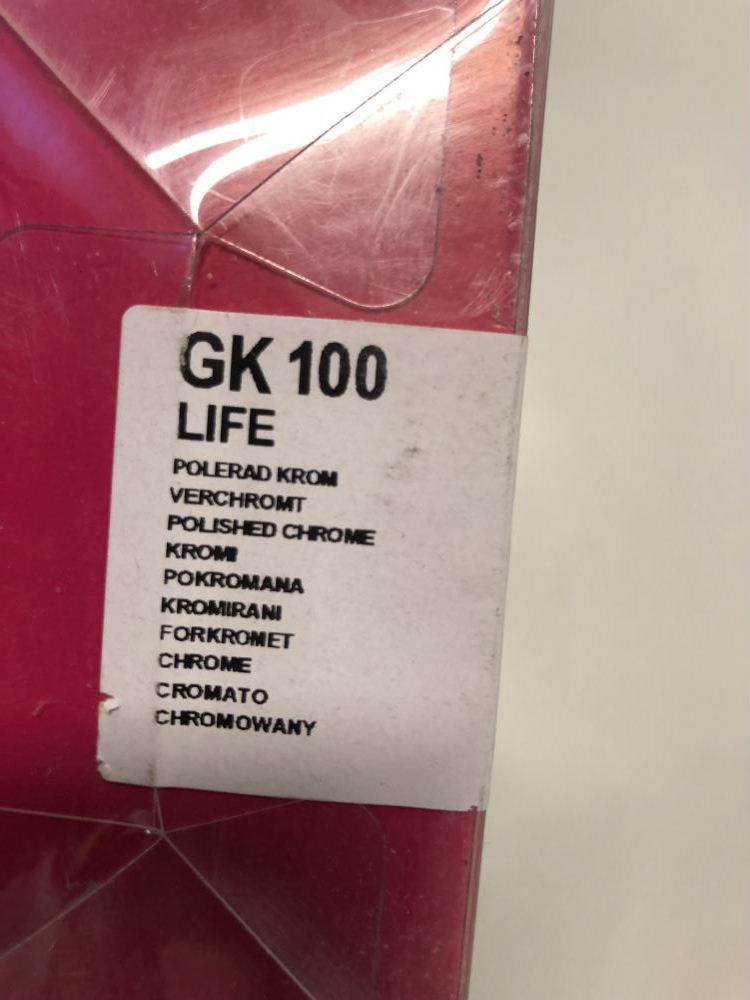 GK 100
LIFE
POLERAD KROM
VERCHROMT
POLISHED CHROME
KROMI
POKROMANA
KROMIRANI
FORKROMET
CHROME
CROMATO
CHROMOWANY